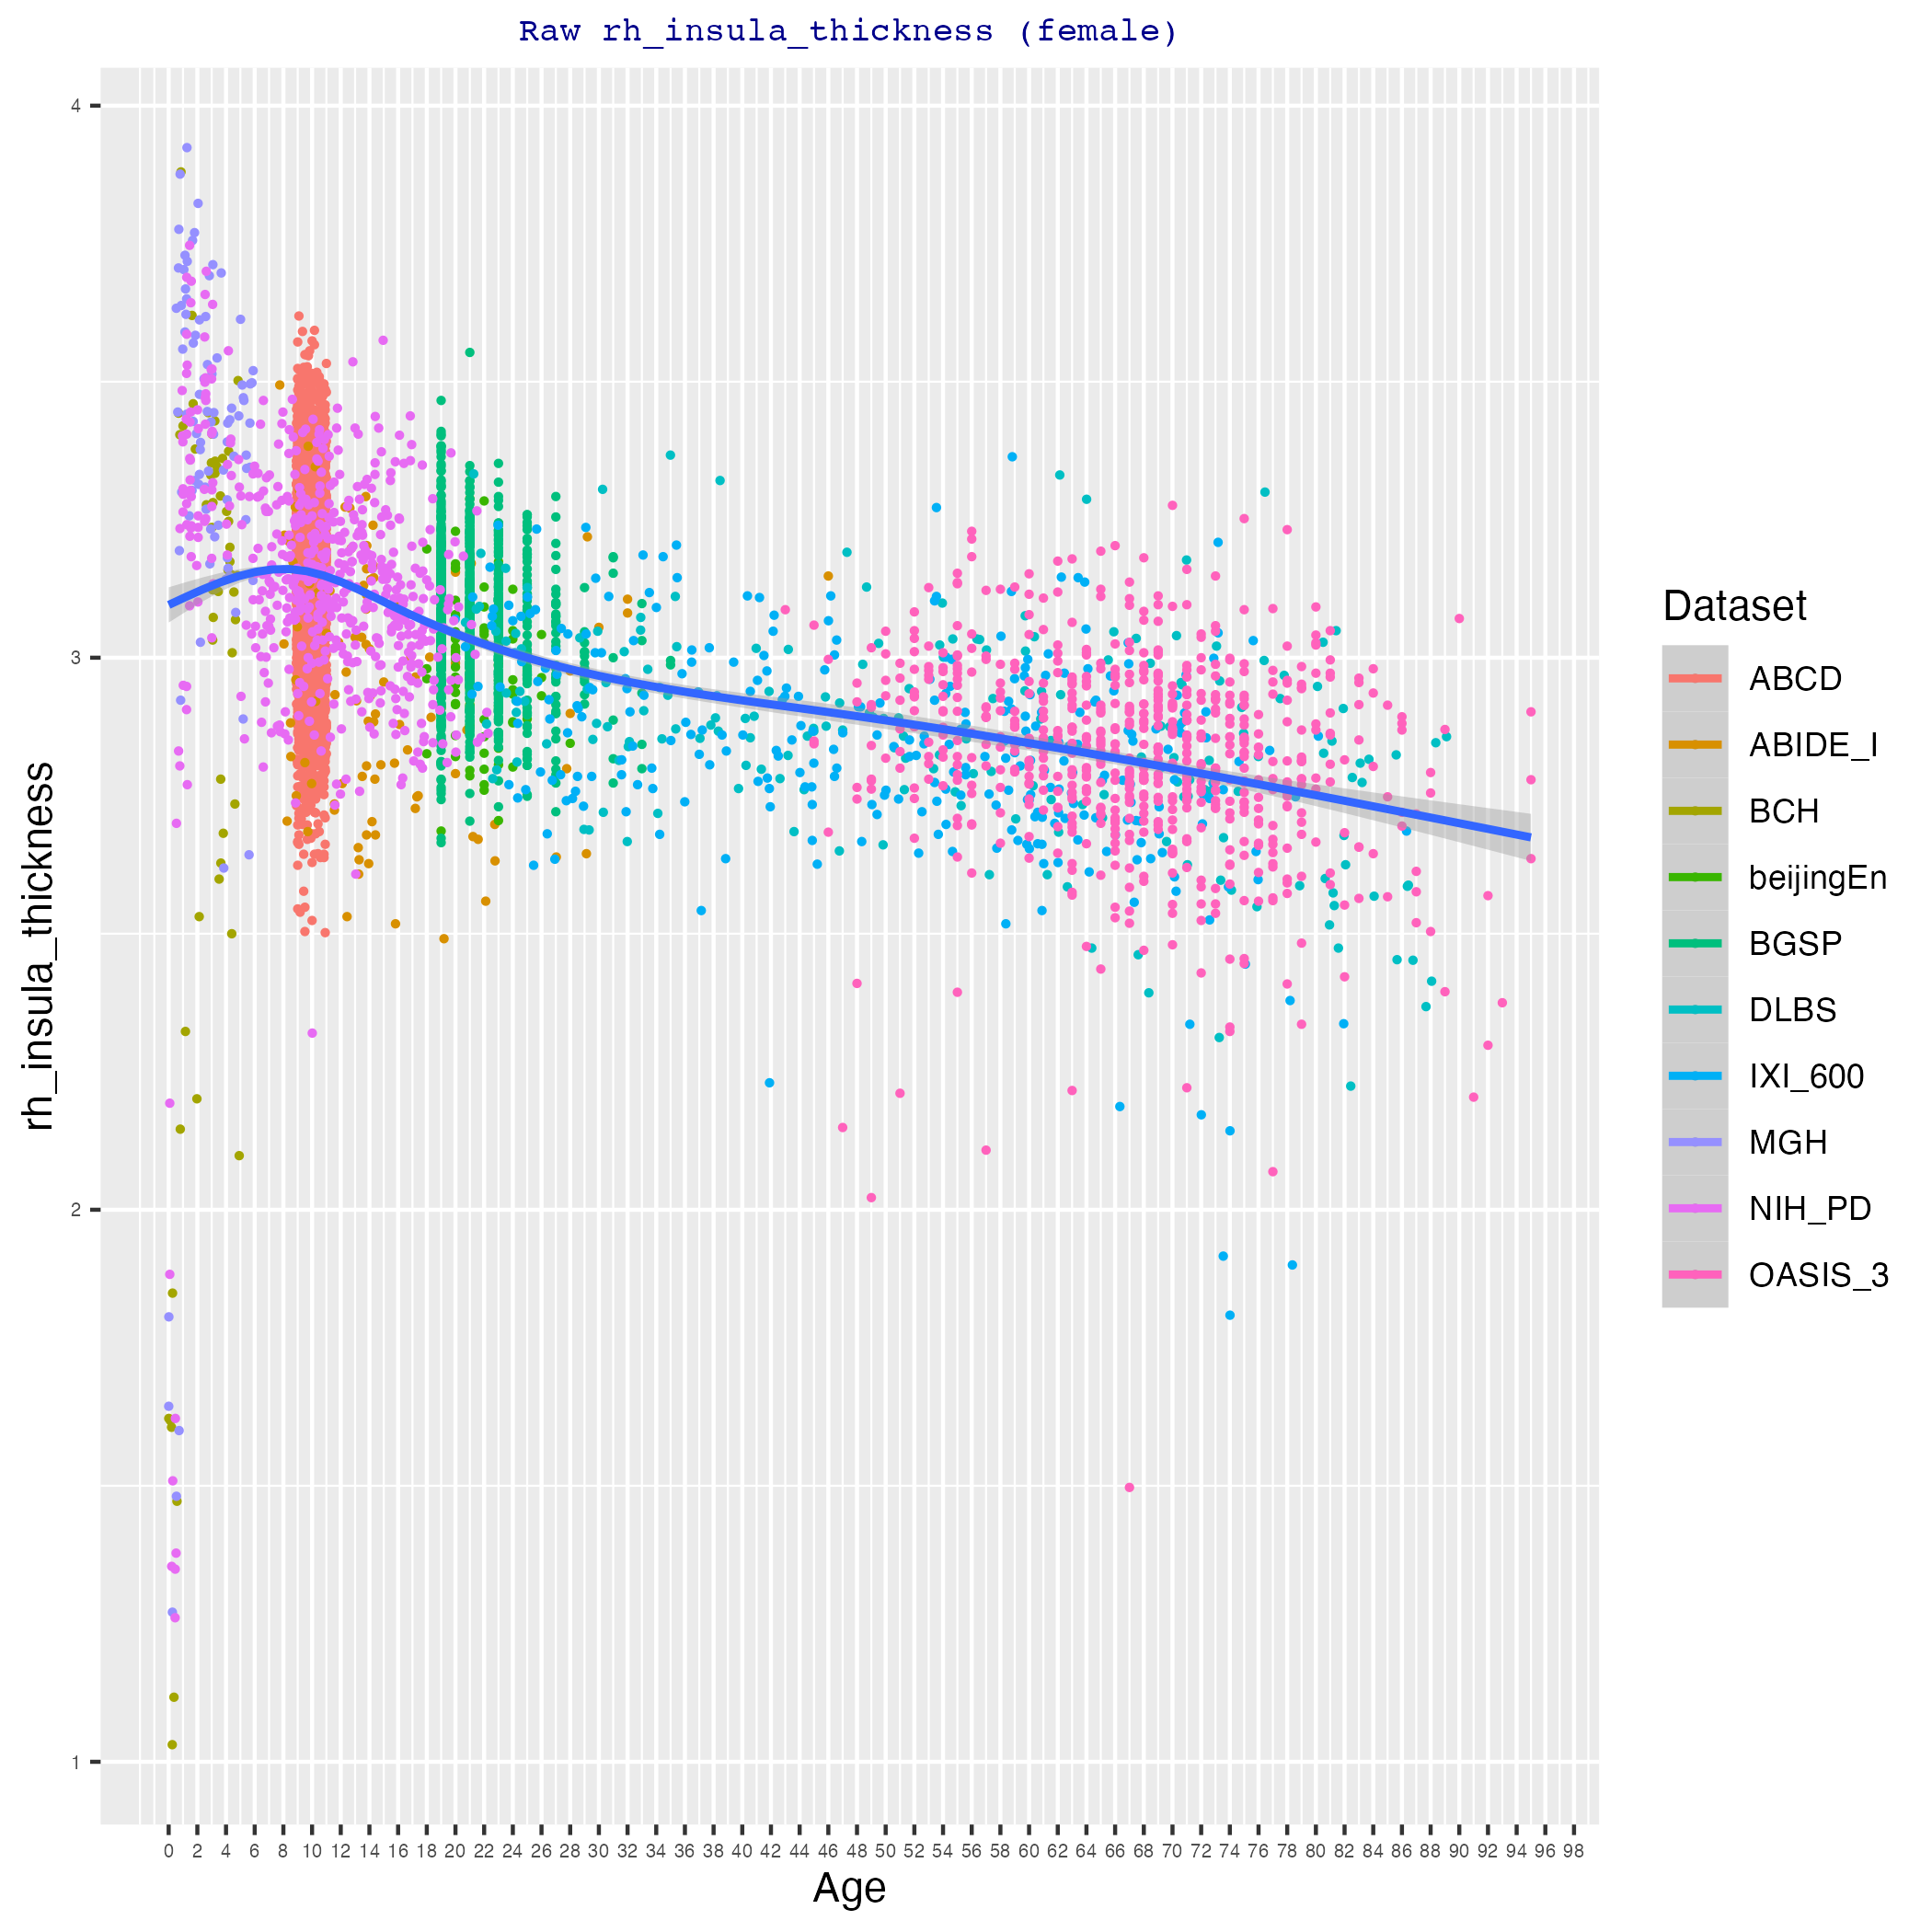 Raw rh_insula_thickness (female)
4
3
2
1
rh_insula_thickness
0 2 4 6 8 10 12 14 16 18 20 22 24 26 28 30 32 34 36 38 40 42 44 46 48 50 52 54 56 58 60 62 64 66 68 70 72 74 76 78 80 82 84 86 88 90 92 94 96 98
Age
Dataset
ABCD
ABIDE_I
BCH
beijingEn
BGSP
DLBS
IXI_600
MGH
NIH_PD
OASIS_3